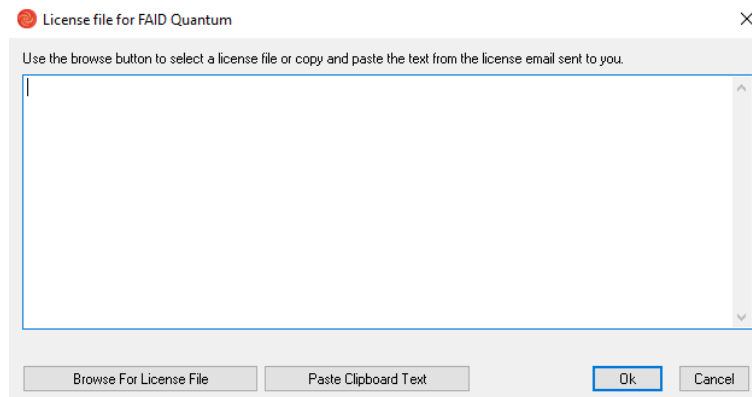 License file for FAID Quantum
Use the browse button to select a license file or copy and paste the text from the license email sent to you.
Browse For License File
Paste Clipboard Text
Ok
Cancel